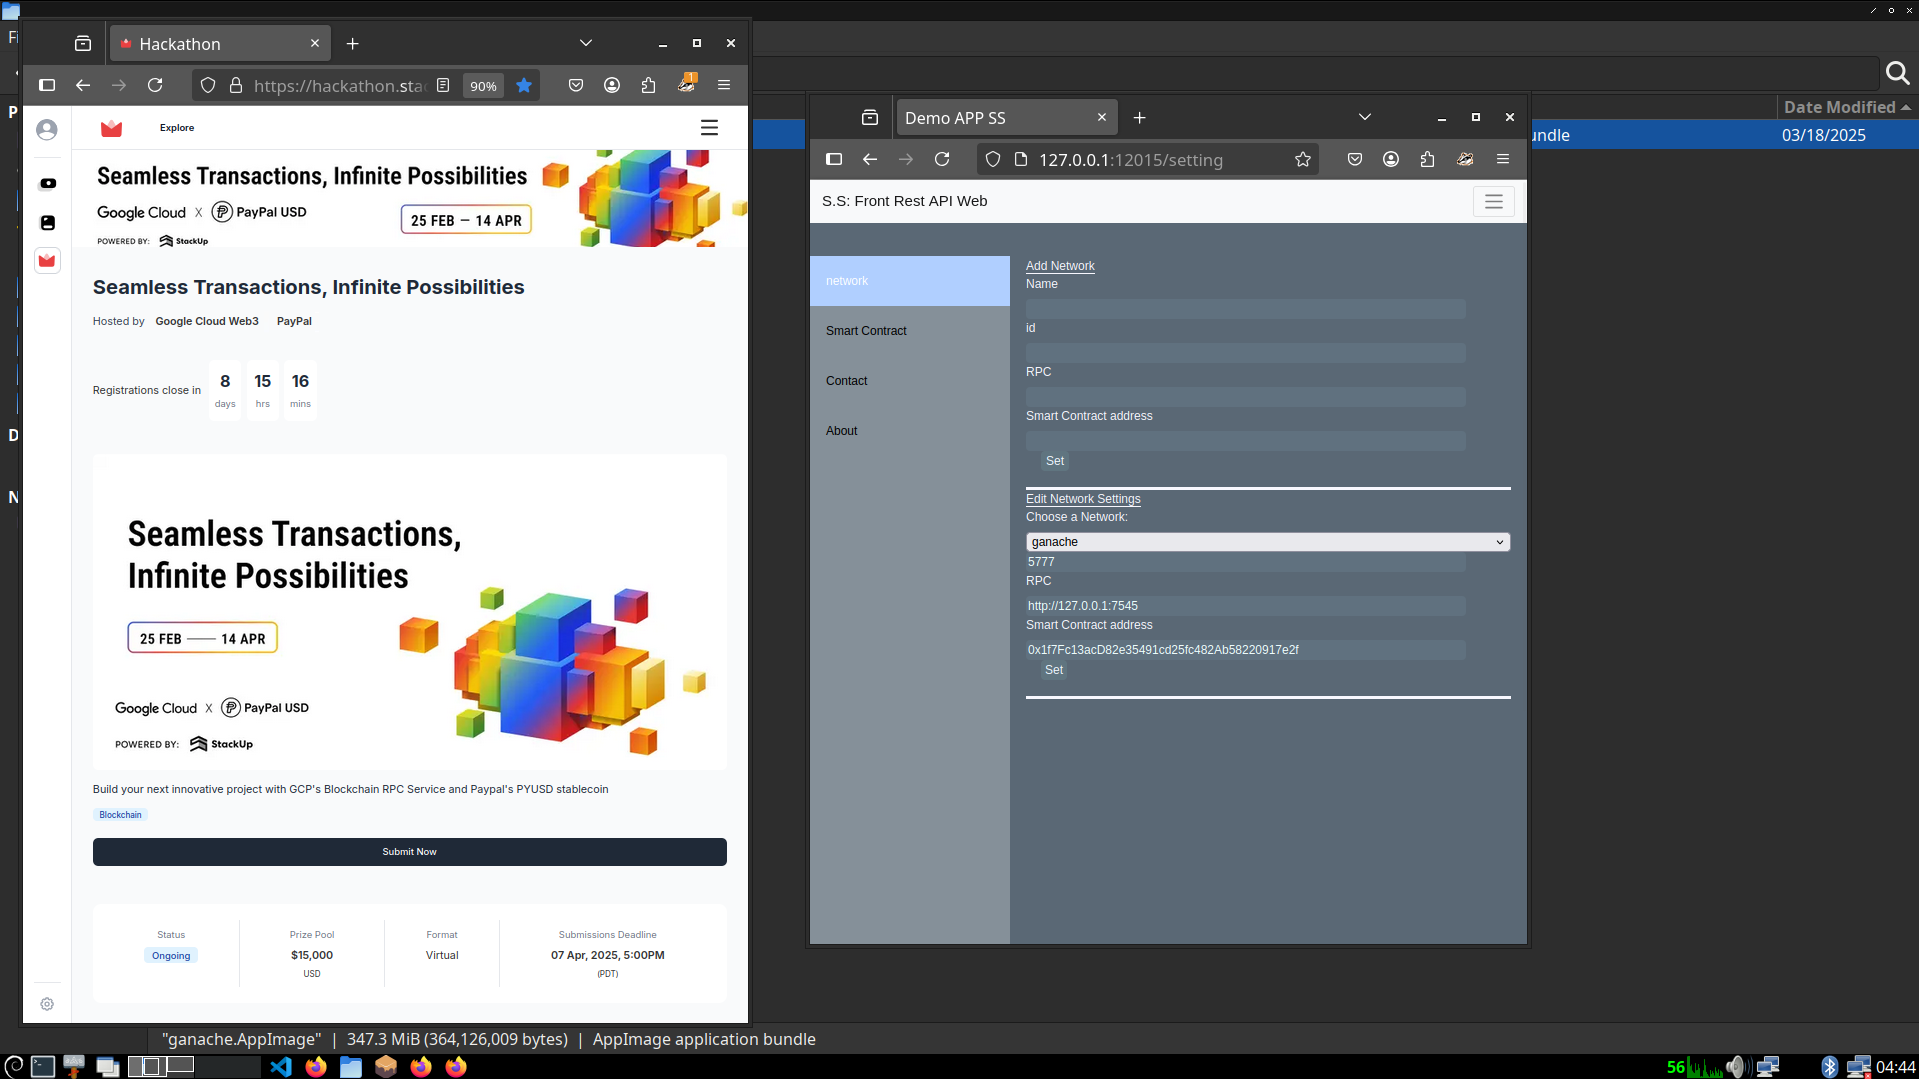 Hackathon
https://hackathon.stac
90%
1
Explore
Seamless Transactions, Infinite Possibilities
Google Cloud X PayPal USD
25 FEB — 14 APR
POWERED BY: StackUp
Seamless Transactions, Infinite Possibilities
Hosted by Google Cloud Web3 PayPal
Registrations close in 8 days 15 hrs 16 mins
Seamless Transactions,
Infinite Possibilities
25 FEB — 14 APR
Google Cloud X PayPal USD
POWERED BY: StackUp
Build your next innovative project with GCP's Blockchain RPC Service and Paypal's PYUSD stablecoin
Blockchain
Submit Now
Status
Ongoing
Prize Pool
$15,000
USD
Format
Virtual
Submissions Deadline
07 Apr, 2025, 5:00PM
(PDT)
Demo APP SS
127.0.0.1:12015/setting
S.S: Front Rest API Web
network
Smart Contract
Contact
About
Add Network
Name
id
RPC
Smart Contract address
Set
Edit Network Settings
Choose a Network:
ganache
5777
RPC
http://127.0.0.1:7545
Smart Contract address
0x1f7Fc13acD82e35491cd25fc482Ab58220917e2f
Set
Date Modified
03/18/2025
"ganache.AppImage" | 347.3 MiB (364,126,009 bytes) | AppImage application bundle
56
04:44